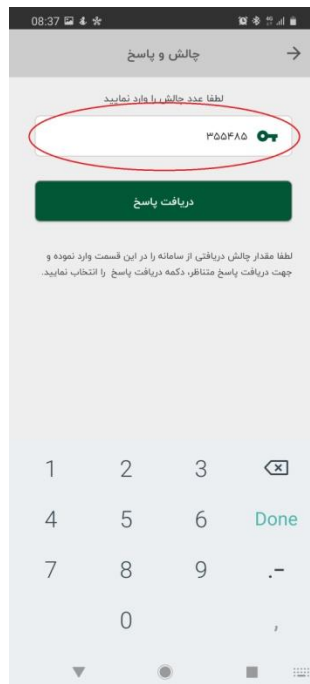 08:37
چالش و پاسخ
لطفا عدد چالش را وارد نمایید
۳۵۵۴۸۵
دریافت پاسخ
لطفا مقدار چالش دریافتی از سامانه را در این قسمت وارد نموده و
جهت دریافت پاسخ متناظر، دکمه دریافت پاسخ را انتخاب نمایید.
1 2 3
4 5 6 Done
7 8 9 .-
0 ,